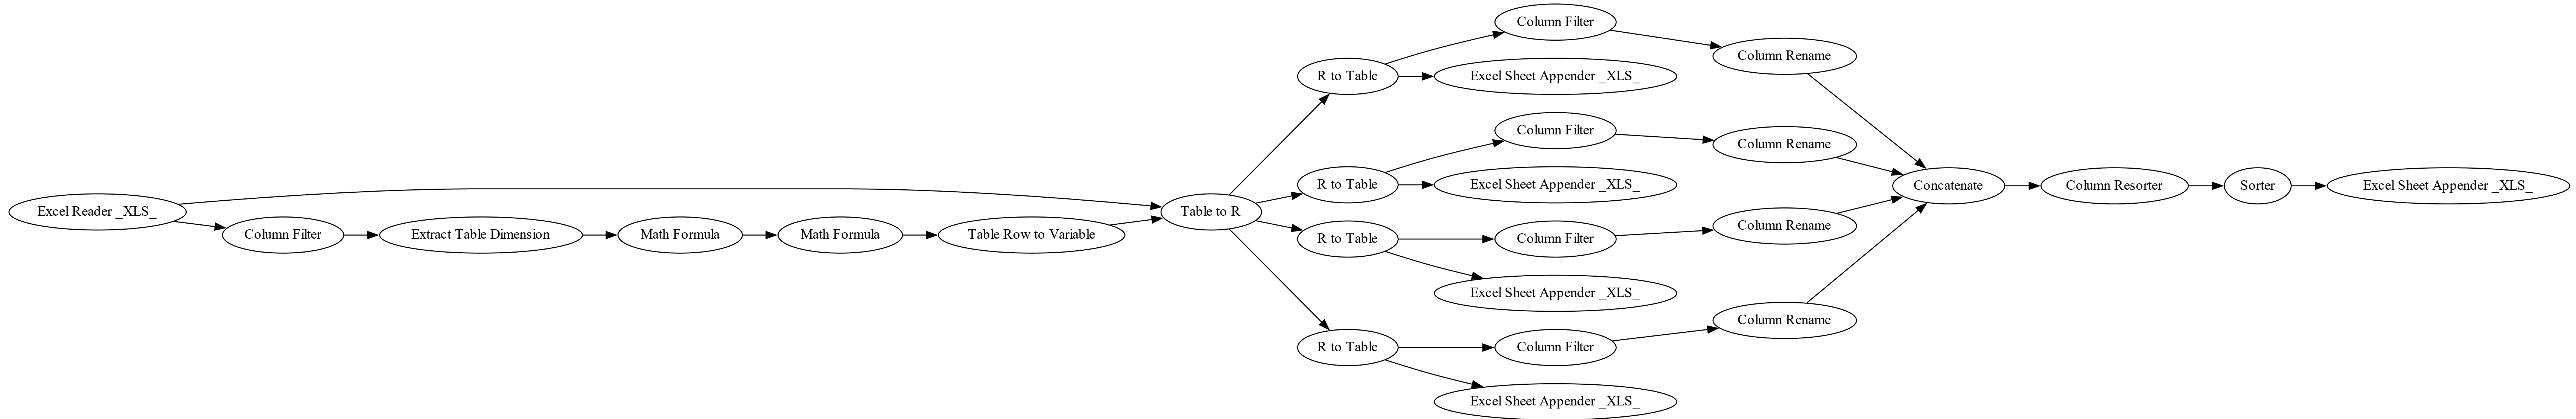 Excel Reader _XLS_
Column Filter
Extract Table Dimension
Math Formula
Math Formula
Table Row to Variable
Table to R
R to Table
Column Filter
Excel Sheet Appender _XLS_
Column Rename
R to Table
Column Filter
Excel Sheet Appender _XLS_
Column Rename
R to Table
Column Filter
Excel Sheet Appender _XLS_
Column Rename
R to Table
Column Filter
Excel Sheet Appender _XLS_
Column Rename
Concatenate
Column Resorter
Sorter
Excel Sheet Appender _XLS_